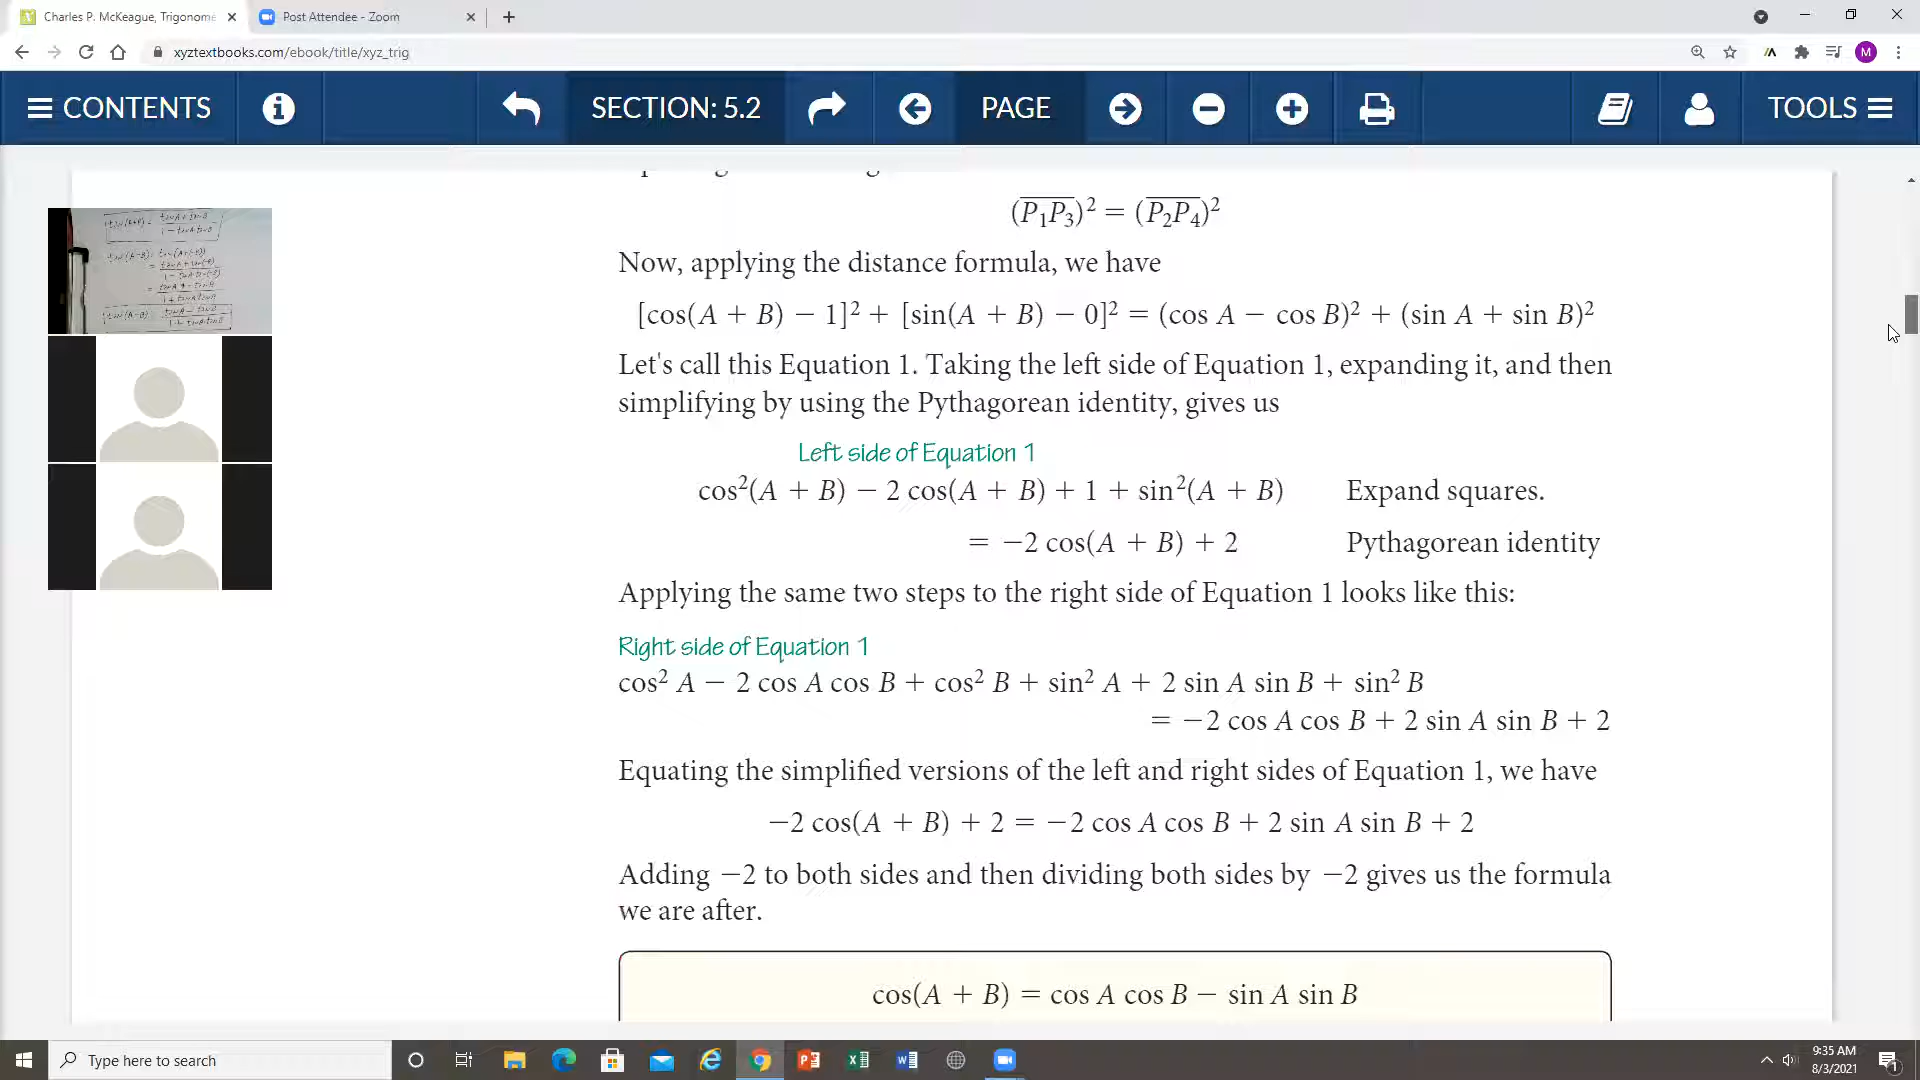 Charles P. McKeague, Trigonome
Post Attendee - Zoom
xyztextbooks.com/ebook/title/xyz_trig
M
CONTENTS
SECTION: 5.2
PAGE
TOOLS
(P₁P₃)² = (P₂P₄)²
Now, applying the distance formula, we have
[cos(A + B) − 1]² + [sin(A + B) − 0]² = (cos A − cos B)² + (sin A + sin B)²
Let's call this Equation 1. Taking the left side of Equation 1, expanding it, and then
simplifying by using the Pythagorean identity, gives us
Left side of Equation 1
cos²(A + B) − 2 cos(A + B) + 1 + sin²(A + B) Expand squares.
= −2 cos(A + B) + 2 Pythagorean identity
Applying the same two steps to the right side of Equation 1 looks like this:
Right side of Equation 1
cos² A − 2 cos A cos B + cos² B + sin² A + 2 sin A sin B + sin² B
= −2 cos A cos B + 2 sin A sin B + 2
Equating the simplified versions of the left and right sides of Equation 1, we have
−2 cos(A + B) + 2 = −2 cos A cos B + 2 sin A sin B + 2
Adding −2 to both sides and then dividing both sides by −2 gives us the formula
we are after.
cos(A + B) = cos A cos B − sin A sin B
Type here to search
9:35 AM
8/3/2021
1